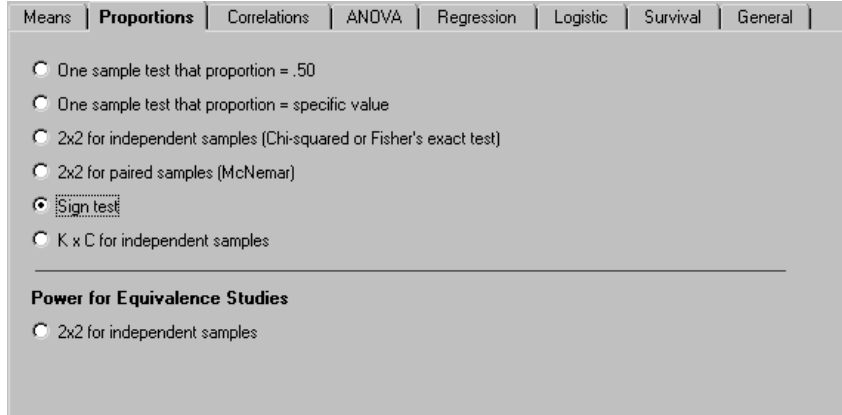 Means Proportions Correlations ANOVA Regression Logistic Survival General
One sample test that proportion = .50
One sample test that proportion = specific value
2x2 for independent samples (Chi-squared or Fisher's exact test)
2x2 for paired samples (McNemar)
Sign test
K x C for independent samples
Power for Equivalence Studies
2x2 for independent samples